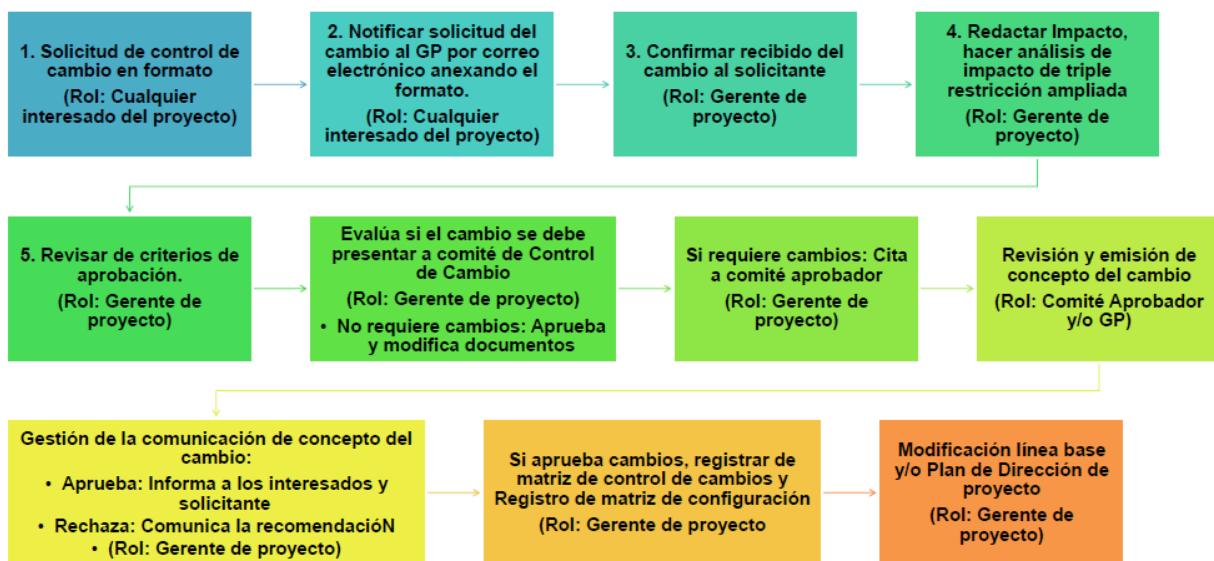 1. Solicitud de control de
cambio en formato
(Rol: Cualquier
interesado del proyecto)
2. Notificar solicitud del
cambio al GP por correo
electrónico anexando el
formato.
(Rol: Cualquier
interesado del proyecto)
3. Confirmar recibido del
cambio al solicitante
(Rol: Gerente de
proyecto)
4. Redactar Impacto,
hacer análisis de
impacto de triple
restricción ampliada
(Rol: Gerente de
proyecto)
5. Revisar de criterios de
aprobación.
(Rol: Gerente de
proyecto)
Evalúa si el cambio se debe
presentar a comité de Control
de Cambio
(Rol: Gerente de proyecto)
• No requiere cambios: Aprueba
y modifica documentos
Si requiere cambios: Cita
a comité aprobador
(Rol: Gerente de
proyecto)
Revisión y emisión de
concepto del cambio
(Rol: Comité Aprobador
y/o GP)
Gestión de la comunicación de concepto del
cambio:
• Aprueba: Informa a los interesados y
solicitante
• Rechaza: Comunica la recomendacióN
• (Rol: Gerente de proyecto)
Si aprueba cambios, registrar de
matriz de control de cambios y
Registro de matriz de configuración
(Rol: Gerente de proyecto
Modificación línea base
y/o Plan de Dirección de
proyecto
(Rol: Gerente de
proyecto)